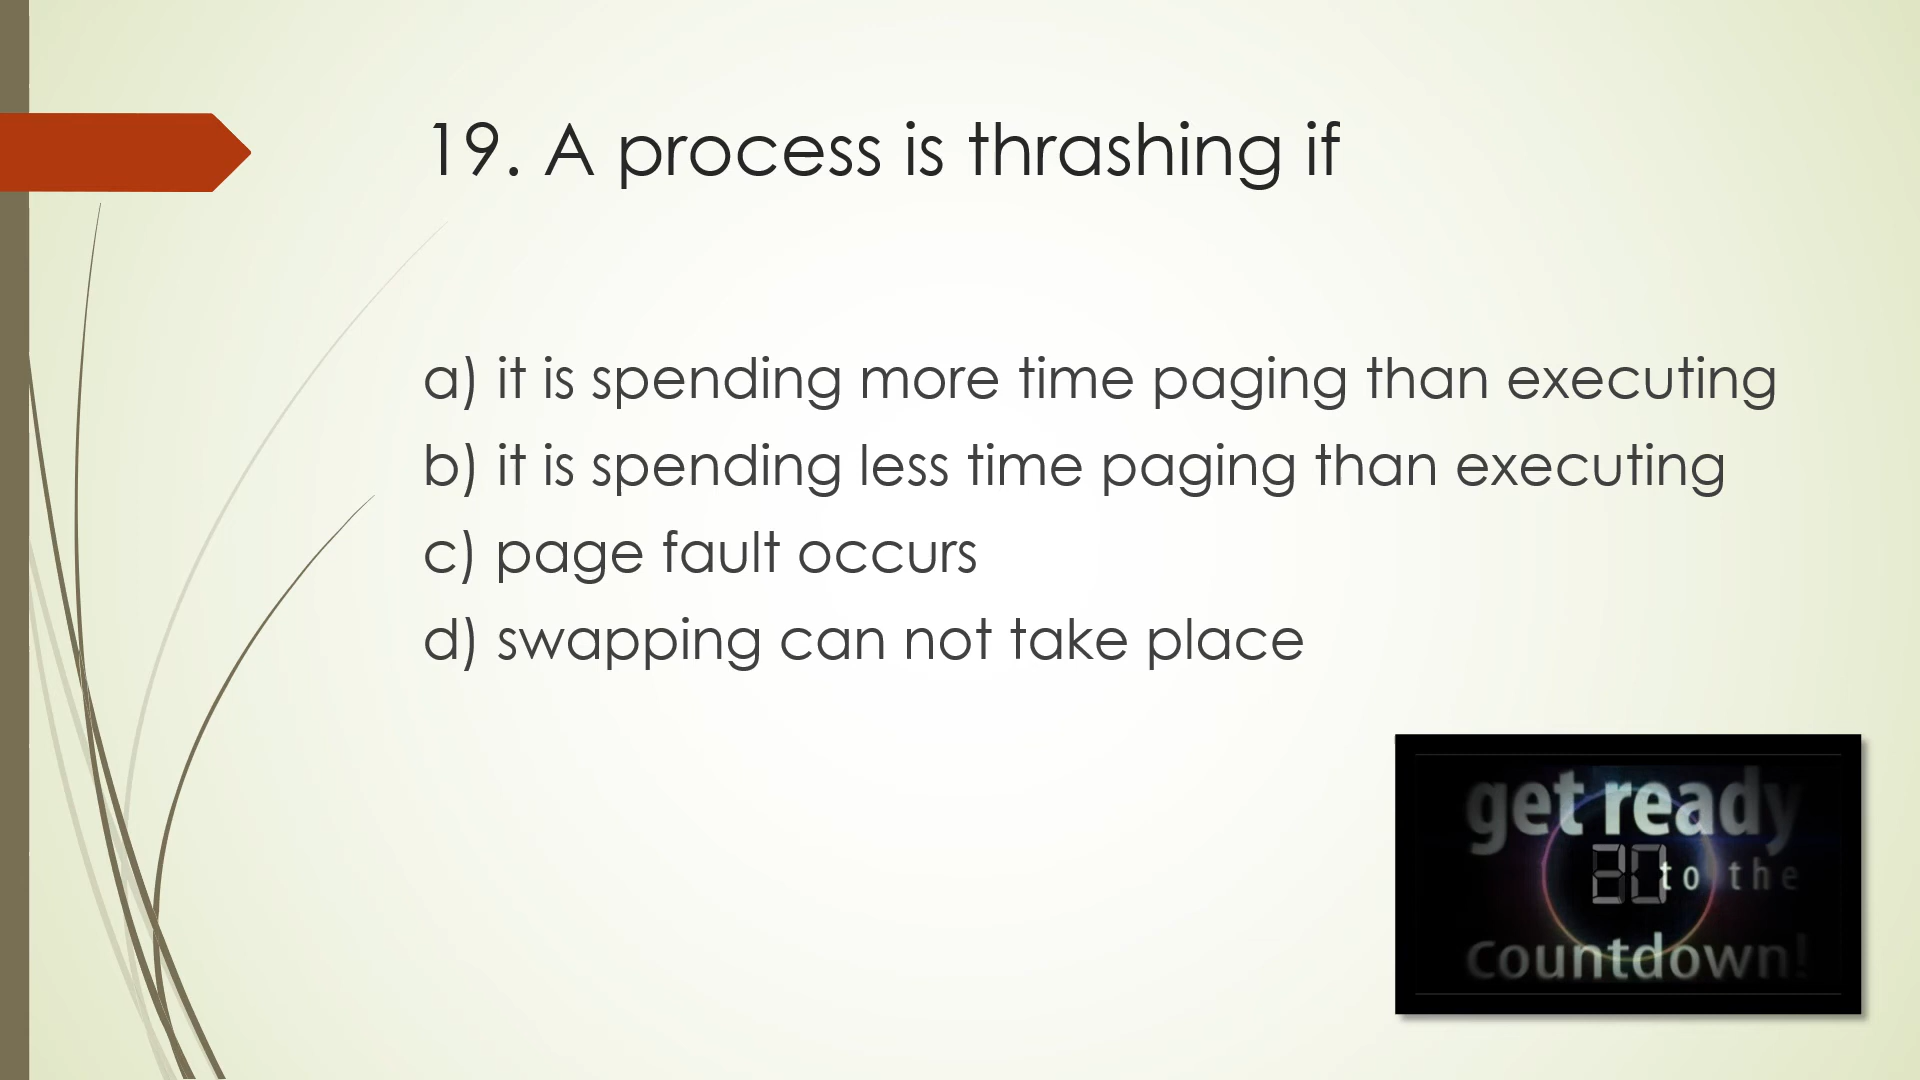 19. A process is thrashing if
a) it is spending more time paging than executing
b) it is spending less time paging than executing
c) page fault occurs
d) swapping can not take place
get ready
20 to the
countdown!